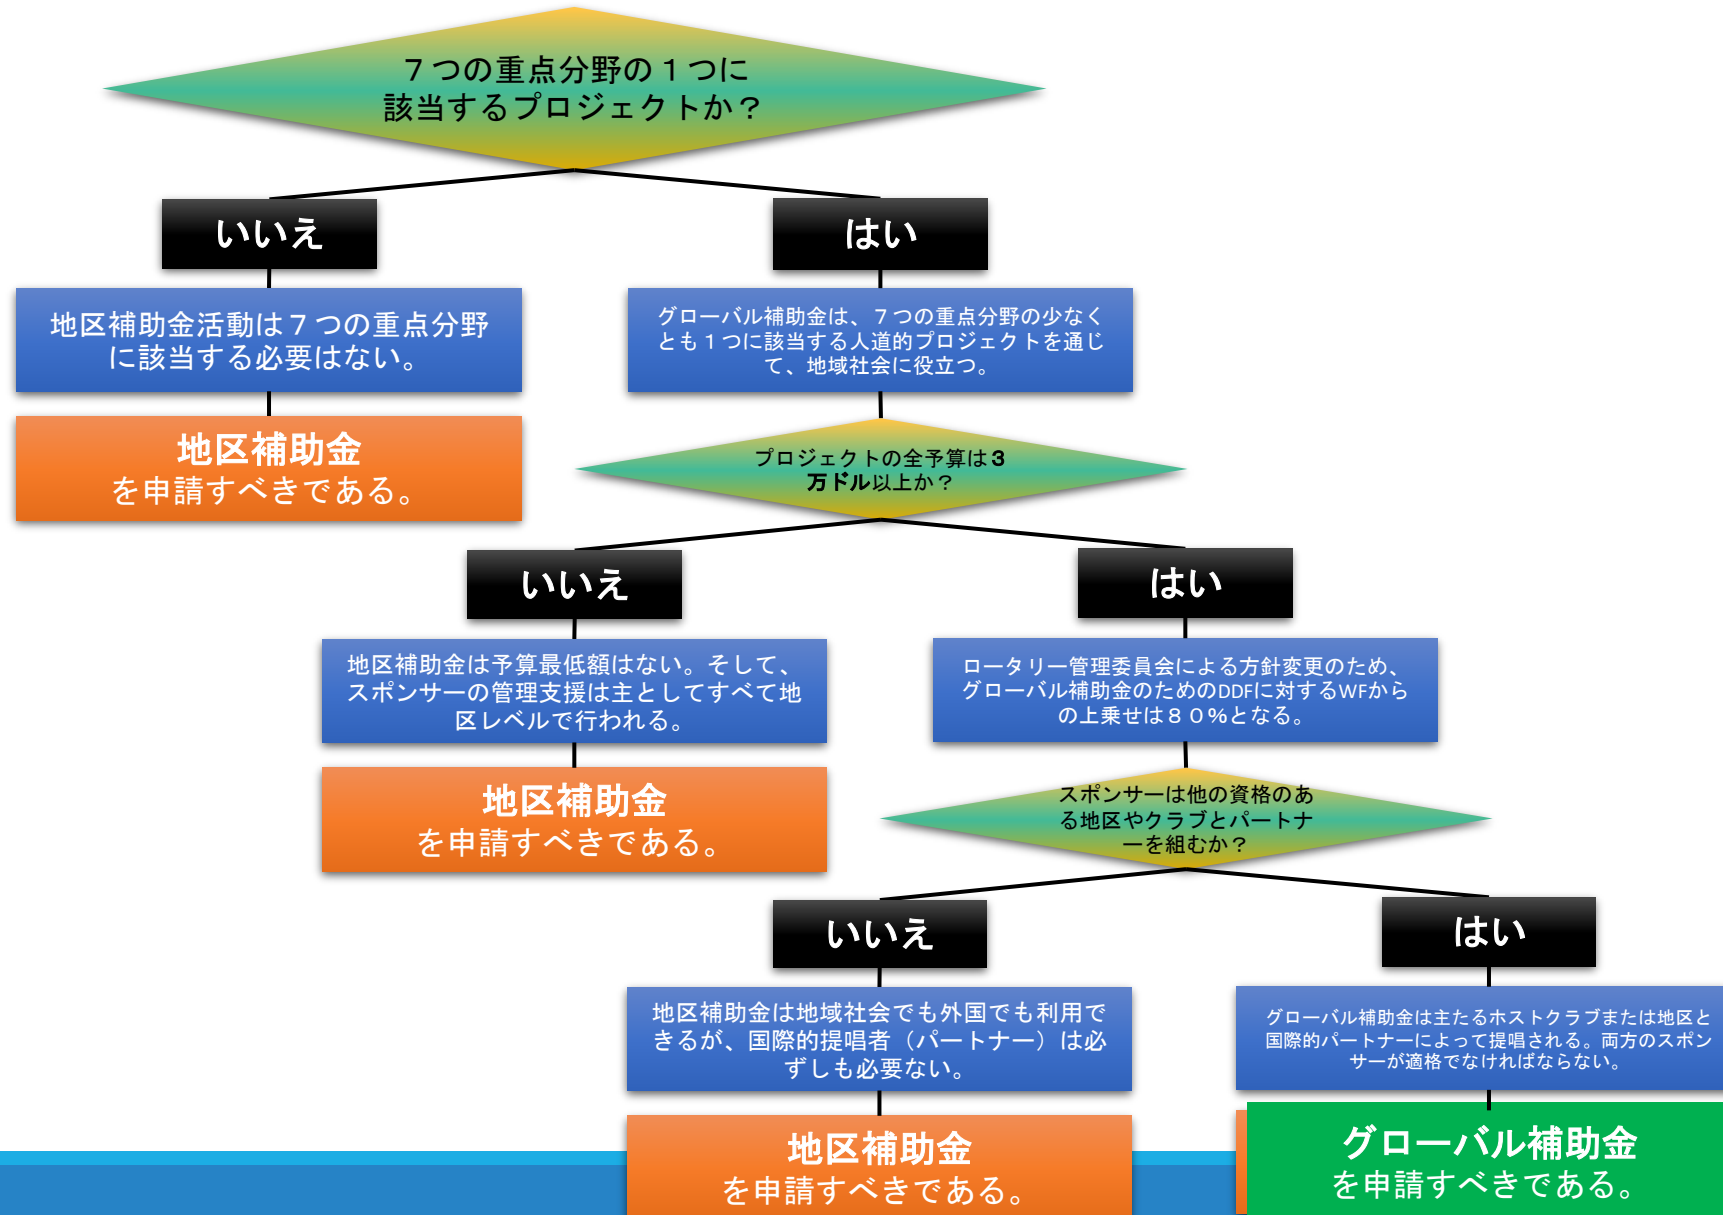 ７つの重点分野の１つに
該当するプロジェクトか？
いいえ
はい
地区補助金活動は７つの重点分野
に該当する必要はない。
グローバル補助金は、７つの重点分野の少なく
とも１つに該当する人道的プロジェクトを通じ
て、地域社会に役立つ。
地区補助金
を申請すべきである。
プロジェクトの全予算は３
万ドル以上か？
いいえ
はい
地区補助金は予算最低額はない。そして、
スポンサーの管理支援は主としてすべて地
区レベルで行われる。
ロータリー管理委員会による方針変更のため、
グローバル補助金のためのDDFに対するWFから
の上乗せは８０%となる。
地区補助金
を申請すべきである。
スポンサーは他の資格のあ
る地区やクラブとパートナ
ーを組むか？
いいえ
はい
地区補助金は地域社会でも外国でも利用で
きるが、国際的提唱者（パートナー）は必
ずしも必要ない。
グローバル補助金は主たるホストクラブまたは地区と
国際的パートナーによって提唱される。両方のスポン
サーが適格でなければならない。
地区補助金
を申請すべきである。
グローバル補助金
を申請すべきである。